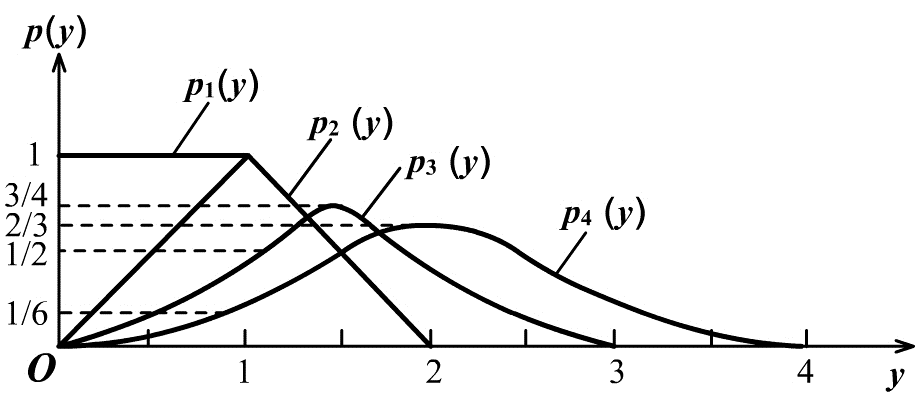 p(y)
p1(y)
p2 (y)
p3 (y)
p4 (y)
1
3/4
2/3
1/2
1/6
O
1
2
3
4
y